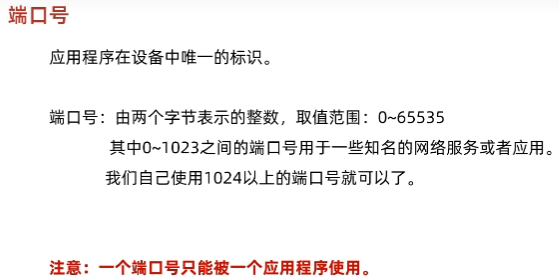 端口号
应用程序在设备中唯一的标识。
端口号：由两个字节表示的整数，取值范围：0~65535
其中0~1023之间的端口号用于一些知名的网络服务或者应用。
我们自己使用1024以上的端口号就可以了。
注意：一个端口号只能被一个应用程序使用。